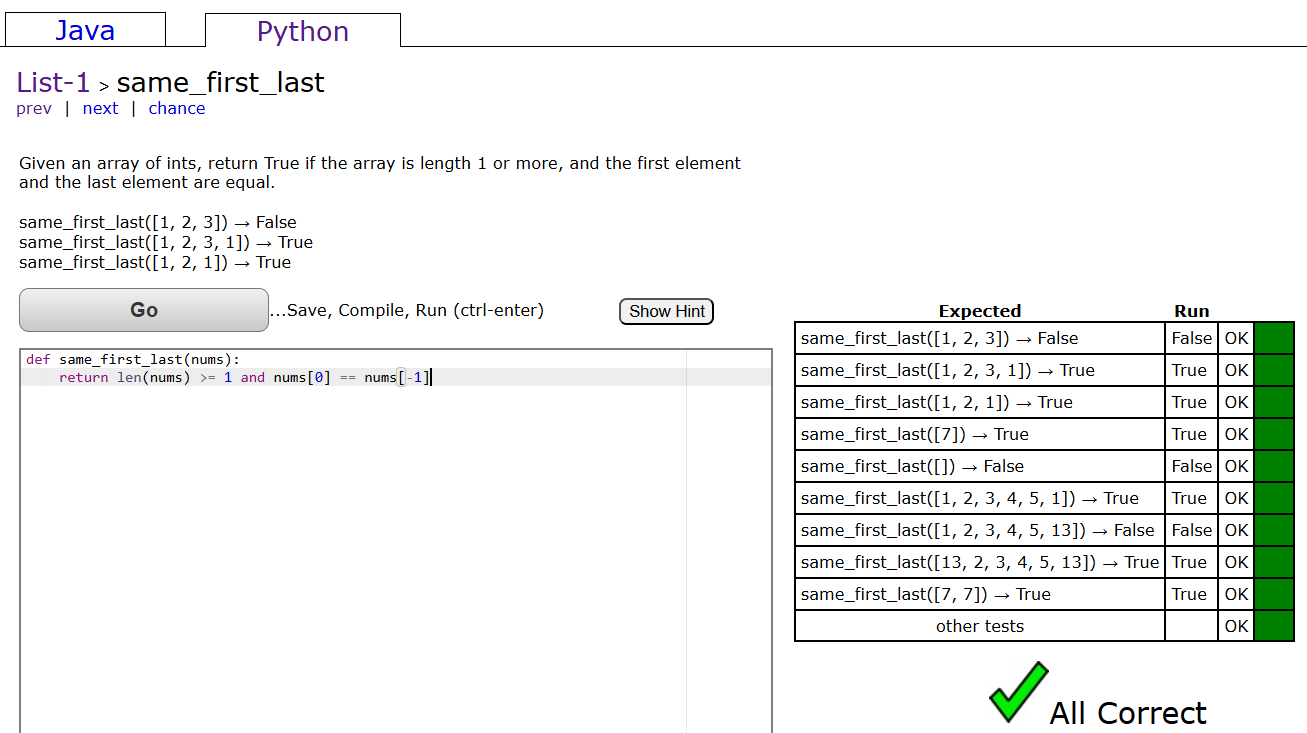 Java
Python
List-1 > same_first_last
prev | next | chance
Given an array of ints, return True if the array is length 1 or more, and the first element
and the last element are equal.
same_first_last([1, 2, 3]) → False
same_first_last([1, 2, 3, 1]) → True
same_first_last([1, 2, 1]) → True
Go
...Save, Compile, Run (ctrl-enter)
Show Hint
def same_first_last(nums):
    return len(nums) >= 1 and nums[0] == nums[-1]
Expected Run
same_first_last([1, 2, 3]) → False False OK
same_first_last([1, 2, 3, 1]) → True True OK
same_first_last([1, 2, 1]) → True True OK
same_first_last([7]) → True True OK
same_first_last([]) → False False OK
same_first_last([1, 2, 3, 4, 5, 1]) → True True OK
same_first_last([1, 2, 3, 4, 5, 13]) → False False OK
same_first_last([13, 2, 3, 4, 5, 13]) → True True OK
same_first_last([7, 7]) → True True OK
other tests OK
All Correct